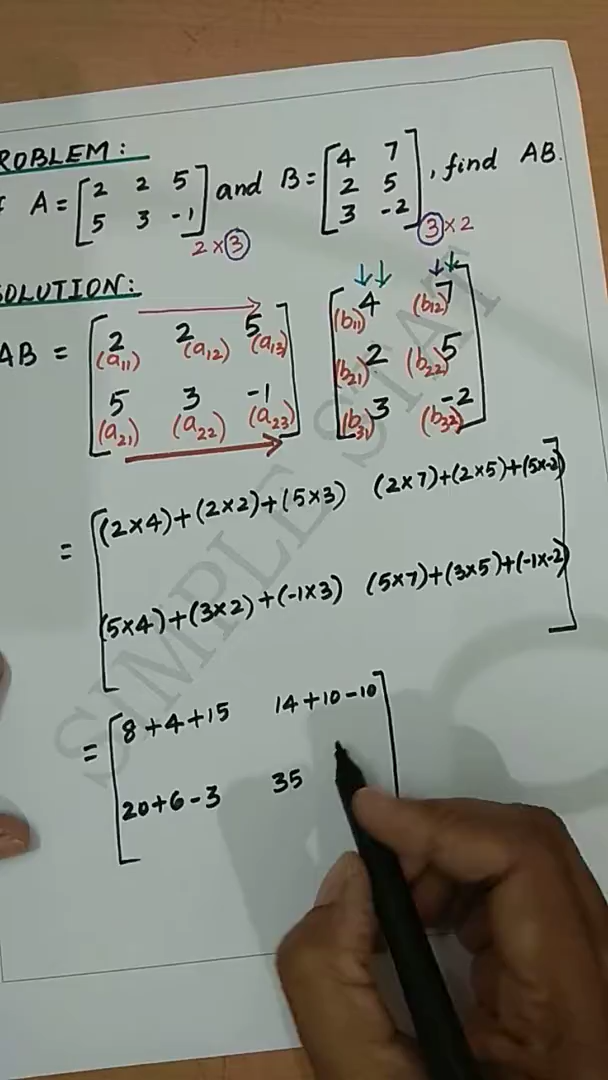 ROBLEM:
A = [2 2 5 and B = [4 7 , find AB.
5 3 -1] 2 5
2 × 3 3 -2] 3 × 2
SOLUTION:
AB = [2 2 5 4 7
(a11) (a12) (a13) (b11) (b12)
2 5
(b21) (b22)
5 3 -1 3 -2
(a21) (a22) (a23)] (b31) (b32)]
= [(2×4)+(2×2)+(5×3) (2×7)+(2×5)+(5×-2)
(5×4)+(3×2)+(-1×3) (5×7)+(3×5)+(-1×-2)]
= [8+4+15 14+10-10
20+6-3 35
SIMPLE STAT